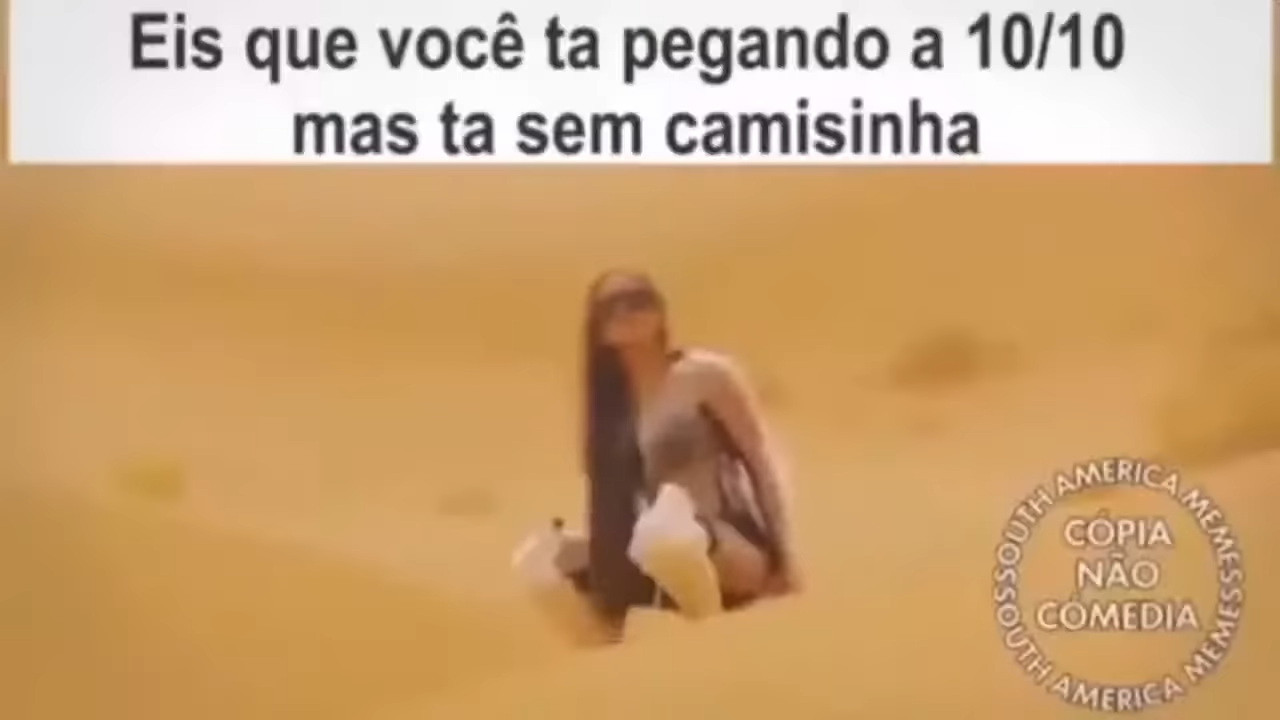 Eis que você ta pegando a 10/10
mas ta sem camisinha
SOUTH AMERICA MEMES
CÓPIA
NÃO
CÓMEDIA
SOUTH AMERICA MEMES